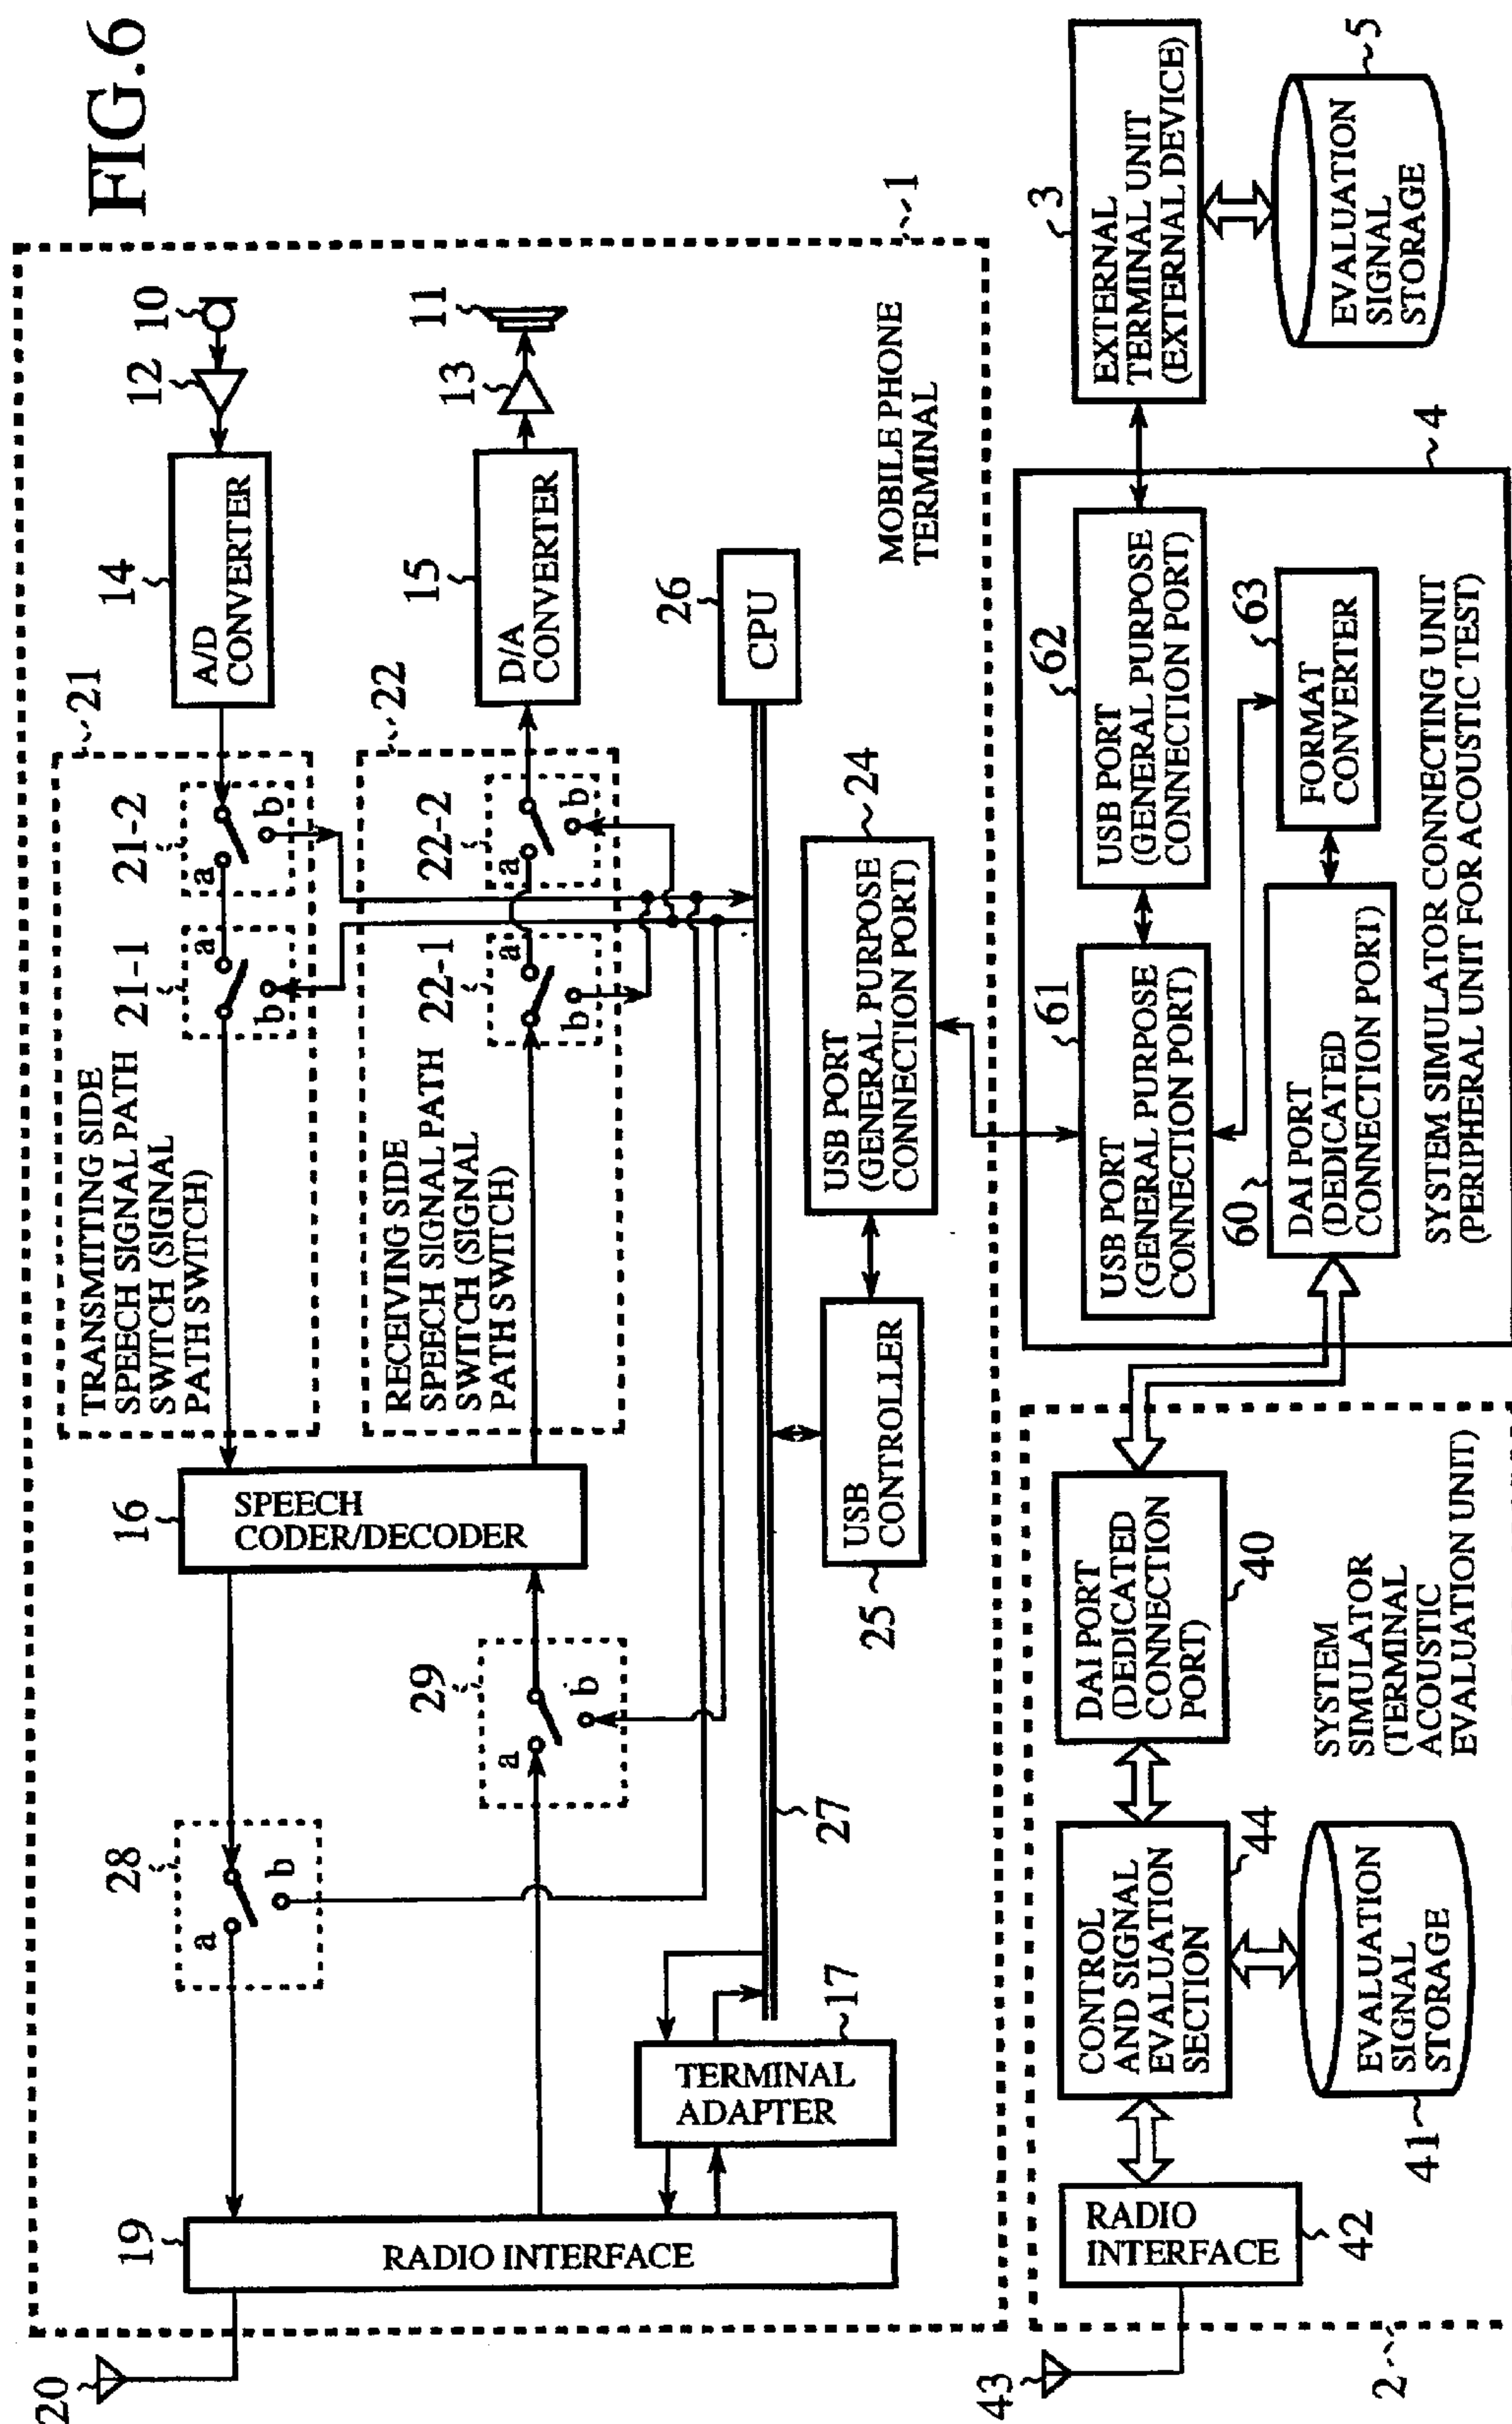 FIG.6
20
19
RADIO INTERFACE
28
a
b
16
SPEECH
CODER/DECODER
29
a
b
TERMINAL
ADAPTER
17
27
TRANSMITTING SIDE
SPEECH SIGNAL PATH
SWITCH (SIGNAL
PATH SWITCH)
21-1
21-2
21
a
b
a
b
14
A/D
CONVERTER
12
10
RECEIVING SIDE
SPEECH SIGNAL PATH
SWITCH (SIGNAL
PATH SWITCH)
22-1
22-2
22
a
b
a
b
15
D/A
CONVERTER
13
11
26
CPU
25
USB
CONTROLLER
24
USB PORT
(GENERAL PURPOSE
CONNECTION PORT)
MOBILE PHONE
TERMINAL
1
43
2
RADIO
INTERFACE
42
CONTROL
AND SIGNAL
EVALUATION
SECTION
44
41
EVALUATION
SIGNAL
STORAGE
DAI PORT
(DEDICATED
CONNECTION
PORT)
40
SYSTEM
SIMULATOR
(TERMINAL
ACOUSTIC
EVALUATION UNIT)
61
USB PORT
(GENERAL PURPOSE
CONNECTION PORT)
62
USB PORT
(GENERAL PURPOSE
CONNECTION PORT)
60
DAI PORT
(DEDICATED
CONNECTION PORT)
63
FORMAT
CONVERTER
SYSTEM SIMULATOR CONNECTING UNIT
(PERIPHERAL UNIT FOR ACOUSTIC TEST)
4
3
EXTERNAL
TERMINAL UNIT
(EXTERNAL DEVICE)
5
EVALUATION
SIGNAL
STORAGE